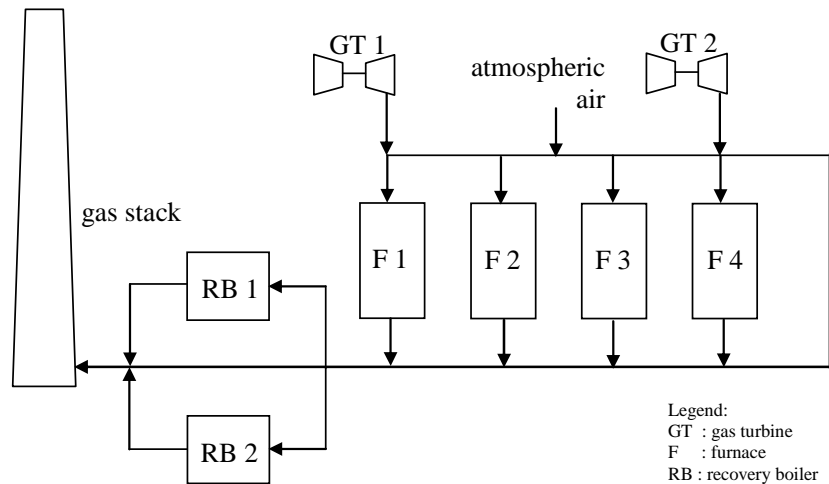 GT 1
GT 2
atmospheric
air
gas stack
F 1
F 2
F 3
F 4
RB 1
RB 2
Legend:
GT : gas turbine
F : furnace
RB : recovery boiler